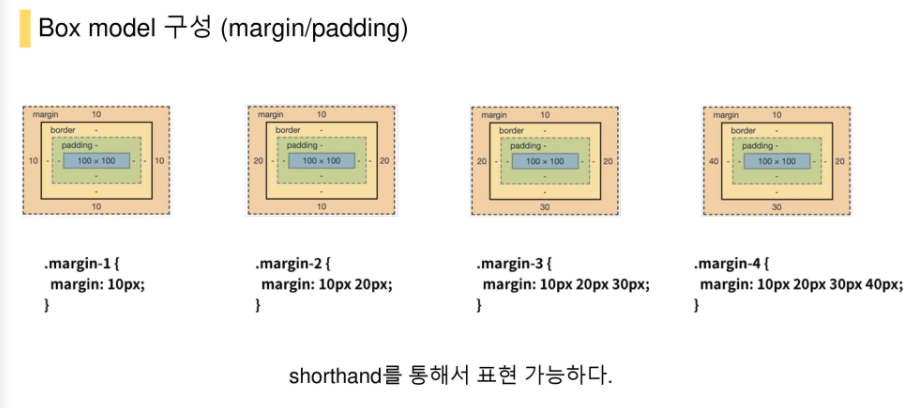 Box model 구성 (margin/padding)
margin 10
border -
padding -
10 - - 100 × 100 - - 10
-
-
10
margin 10
border -
padding -
20 - - 100 × 100 - - 20
-
-
10
margin 10
border -
padding -
20 - - 100 × 100 - - 20
-
-
30
margin 10
border -
padding -
40 - - 100 × 100 - - 20
-
-
30
.margin-1 {
margin: 10px;
}
.margin-2 {
margin: 10px 20px;
}
.margin-3 {
margin: 10px 20px 30px;
}
.margin-4 {
margin: 10px 20px 30px 40px;
}
shorthand를 통해서 표현 가능하다.